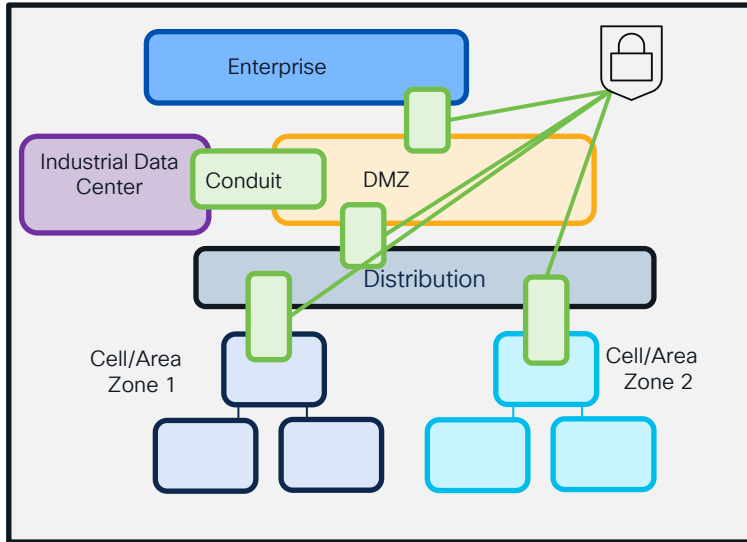 Enterprise
Industrial Data
Center
Conduit
DMZ
Distribution
Cell/Area
Zone 1
Cell/Area
Zone 2